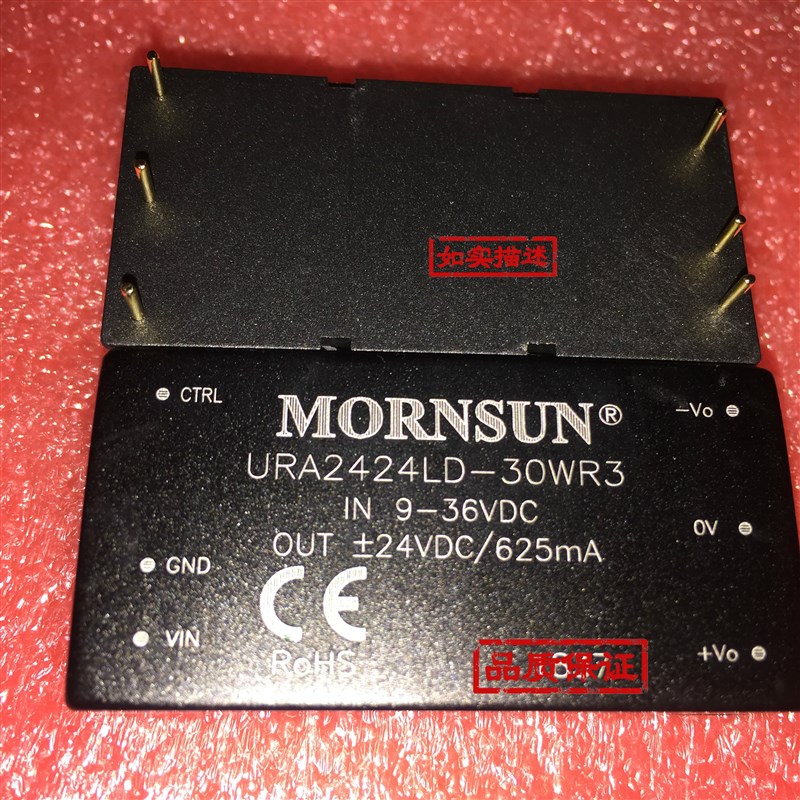 如实描述
CTRL
MORNSUN®
-Vo
URA2424LD-30WR3
IN 9-36VDC
0V
OUT ±24VDC/625mA
GND
CE
VIN
RoHS
品质保证
+Vo